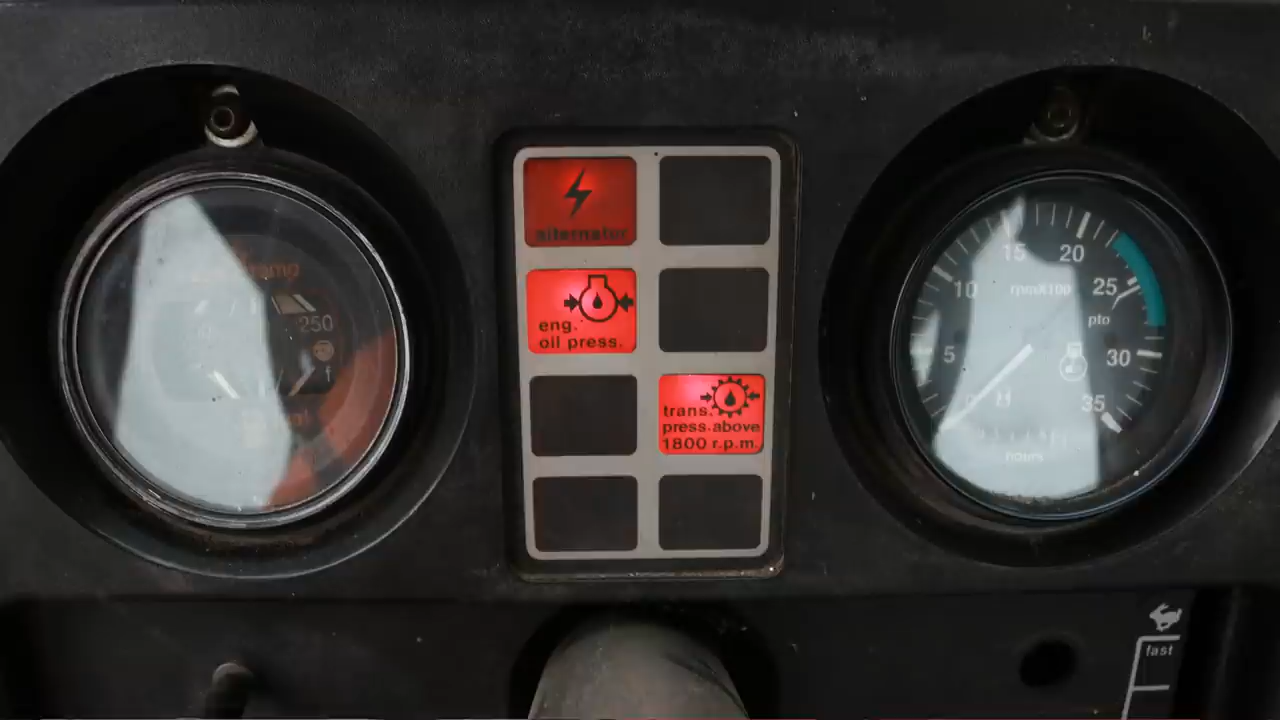 alternator
eng.
oil press.
trans.
press above
1800 r.p.m.
temp
250
f
5
10
15
20
25
30
35
rpmX100
pto
hours
fast